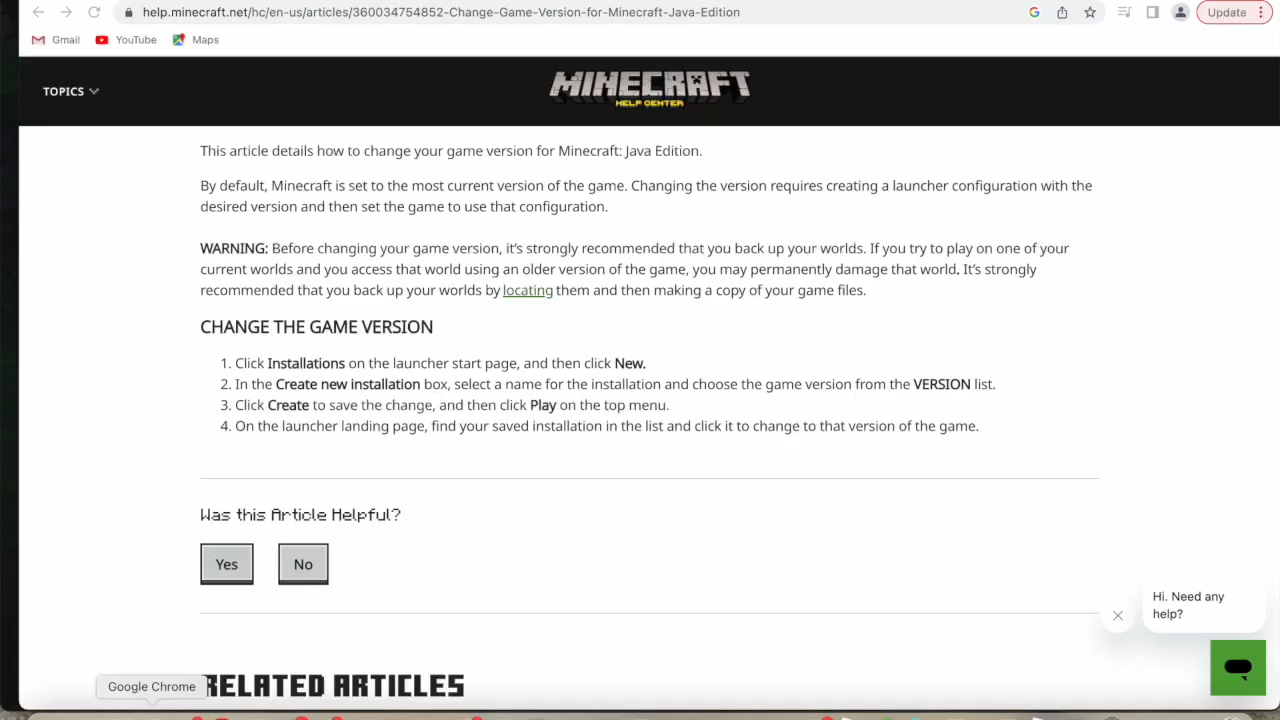 help.minecraft.net/hc/en-us/articles/360034754852-Change-Game-Version-for-Minecraft-Java-Edition
Update
Gmail
YouTube
Maps
TOPICS
MINECRAFT
HELP CENTER
This article details how to change your game version for Minecraft: Java Edition.
By default, Minecraft is set to the most current version of the game. Changing the version requires creating a launcher configuration with the
desired version and then set the game to use that configuration.
WARNING: Before changing your game version, it's strongly recommended that you back up your worlds. If you try to play on one of your
current worlds and you access that world using an older version of the game, you may permanently damage that world. It's strongly
recommended that you back up your worlds by locating them and then making a copy of your game files.
CHANGE THE GAME VERSION
1. Click Installations on the launcher start page, and then click New.
2. In the Create new installation box, select a name for the installation and choose the game version from the VERSION list.
3. Click Create to save the change, and then click Play on the top menu.
4. On the launcher landing page, find your saved installation in the list and click it to change to that version of the game.
Was this Article Helpful?
Yes
No
Hi. Need any
help?
RELATED ARTICLES
Google Chrome